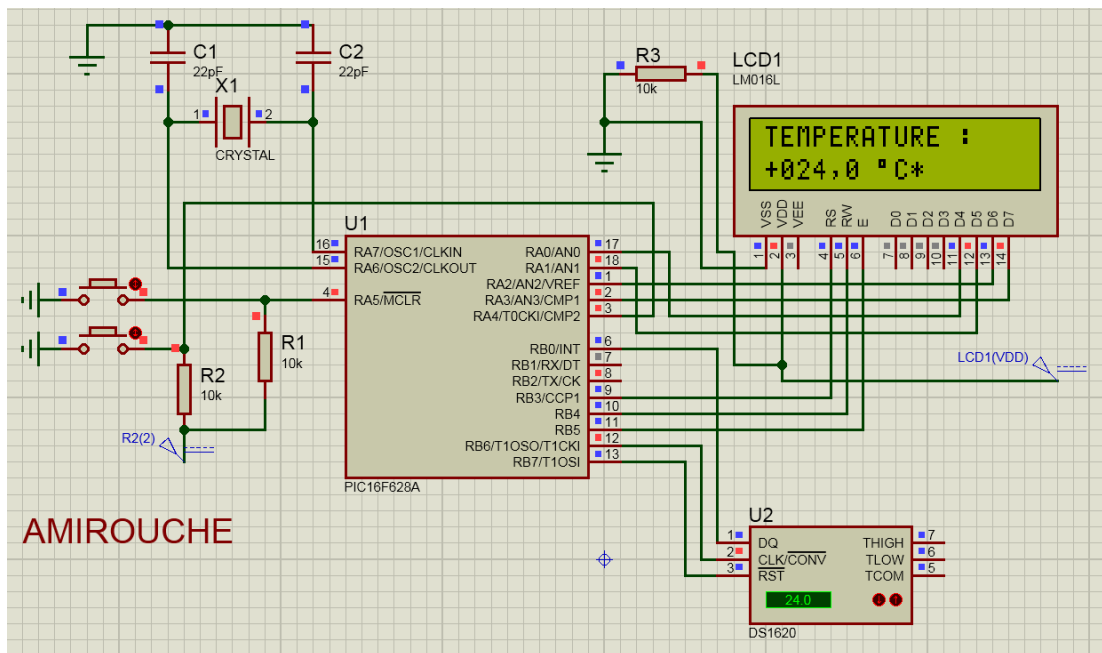 C1
22pF
C2
22pF
X1
1
2
CRYSTAL
R3
10k
LCD1
LM016L
TEMPERATURE :
+024,0 °C*
VSS
VDD
VEE
RS
RW
E
D0
D1
D2
D3
D4
D5
D6
D7
1
2
3
4
5
6
7
8
9
10
11
12
13
14
U1
16
RA7/OSC1/CLKIN
15
RA6/OSC2/CLKOUT
4
RA5/MCLR
RA0/AN0
17
RA1/AN1
18
RA2/AN2/VREF
1
RA3/AN3/CMP1
2
RA4/T0CKI/CMP2
3
RB0/INT
6
RB1/RX/DT
7
RB2/TX/CK
8
RB3/CCP1
9
RB4
10
RB5
11
RB6/T1OSO/T1CKI
12
RB7/T1OSI
13
PIC16F628A
R1
10k
R2
10k
R2(2)
LCD1(VDD)
AMIROUCHE
U2
1
DQ
2
CLK/CONV
3
RST
THIGH
7
TLOW
6
TCOM
5
24.0
DS1620